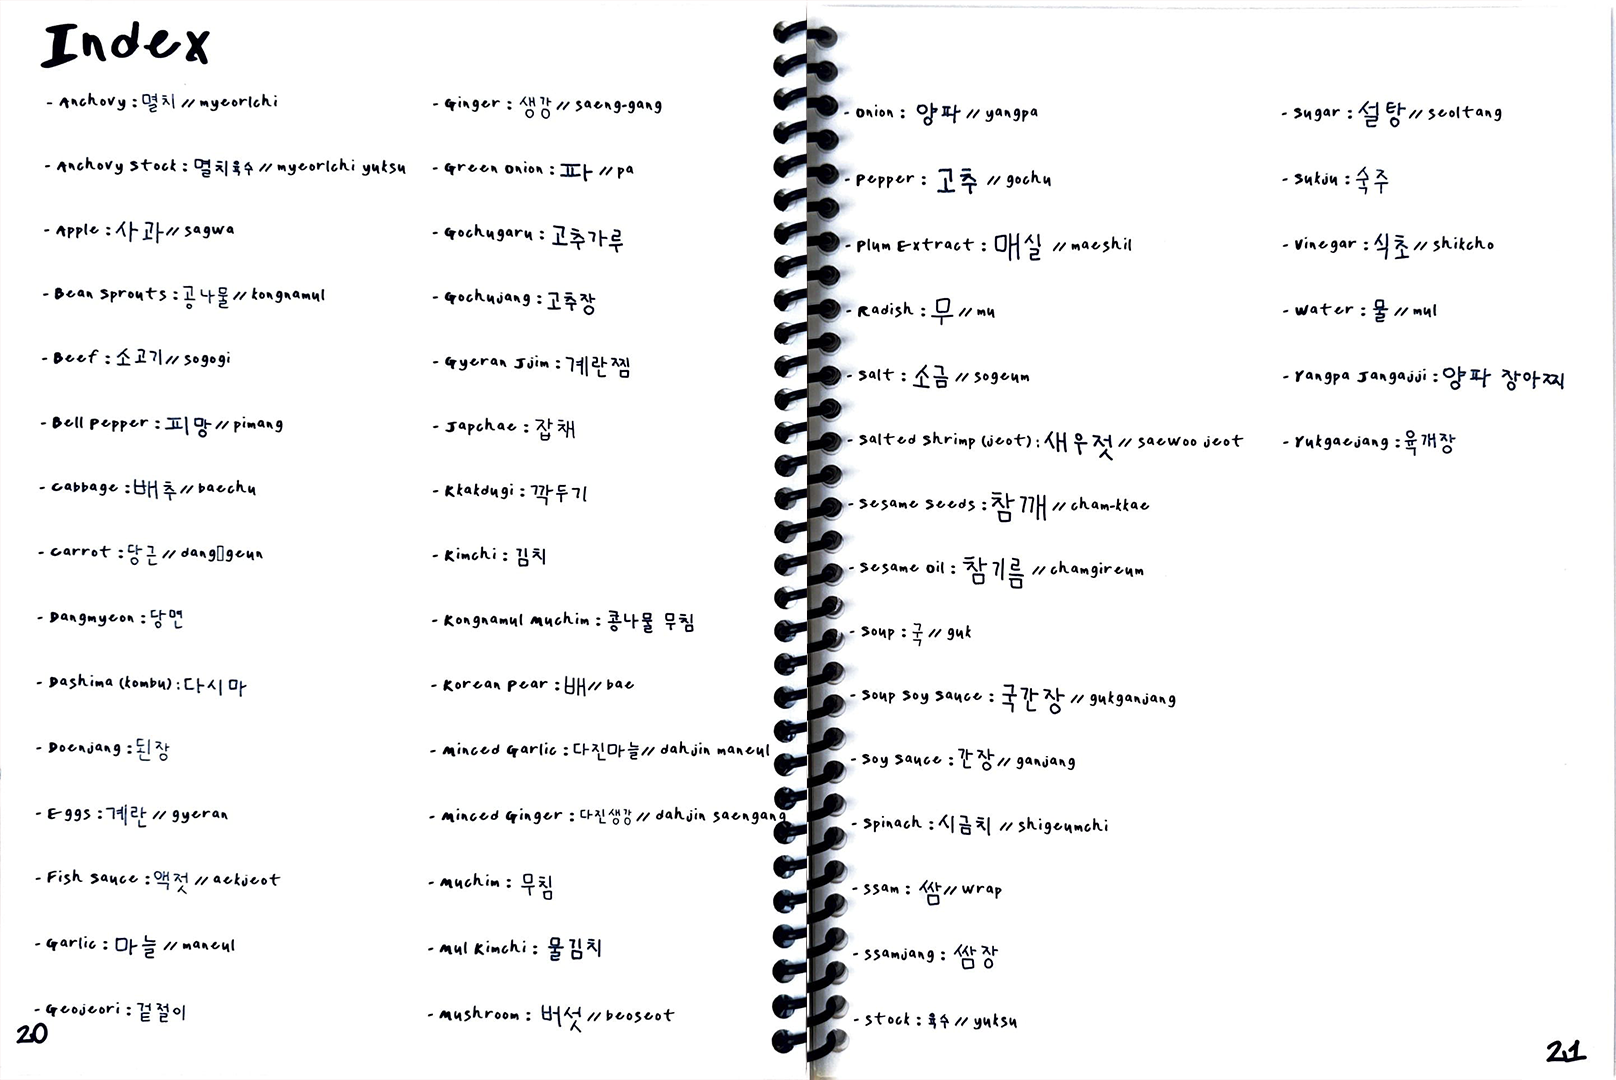 Index
- Anchovy : 멸치 // myeorlchi
- Anchovy Stock : 멸치육수 // myeorlchi yuksu
- Apple : 사과 // sagwa
- Bean Sprouts : 콩나물 // kongnamul
- Beef : 소고기 // sogogi
- Bell Pepper : 피망 // pimang
- Cabbage : 배추 // baechu
- Carrot : 당근 // dang▯geun
- Dangmyeon : 당면
- Dashima (kombu) : 다시마
- Doenjang : 된장
- Eggs : 계란 // gyeran
- Fish Sauce : 액젓 // aekjeot
- Garlic : 마늘 // maneul
- Geojeori : 겉절이
20
- Ginger : 생강 // saeng-gang
- Green Onion : 파 // pa
- Gochugaru : 고추가루
- Gochujang : 고추장
- Gyeran Jjim : 계란찜
- Japchae : 잡채
- Kkakdugi : 깍두기
- Kimchi : 김치
- Kongnamul Muchim : 콩나물 무침
- Korean Pear : 배 // bae
- Minced Garlic : 다진마늘 // dahjin maneul
- Minced Ginger : 다진생강 // dahjin saengang
- Muchim : 무침
- Mul Kimchi : 물김치
- Mushroom : 버섯 // beoseot
- Onion : 양파 // yangpa
- Pepper : 고추 // gochu
- Plum Extract : 매실 // maeshil
- Radish : 무 // mu
- Salt : 소금 // sogeum
- Salted Shrimp (jeot) : 새우젓 // saewoo jeot
- Sesame Seeds : 참깨 // cham-kkae
- Sesame Oil : 참기름 // chamgireum
- Soup : 국 // guk
- Soup Soy Sauce : 국간장 // gukganjang
- Soy Sauce : 간장 // ganjang
- Spinach : 시금치 // shigeumchi
- Ssam : 쌈 // wrap
- Ssamjang : 쌈장
- Stock : 육수 // yuksu
- Sugar : 설탕 // seoltang
- Sukju : 숙주
- Vinegar : 식초 // shikcho
- Water : 물 // mul
- Yangpa Jangajji : 양파 장아찌
- Yukgaejang : 육개장
21